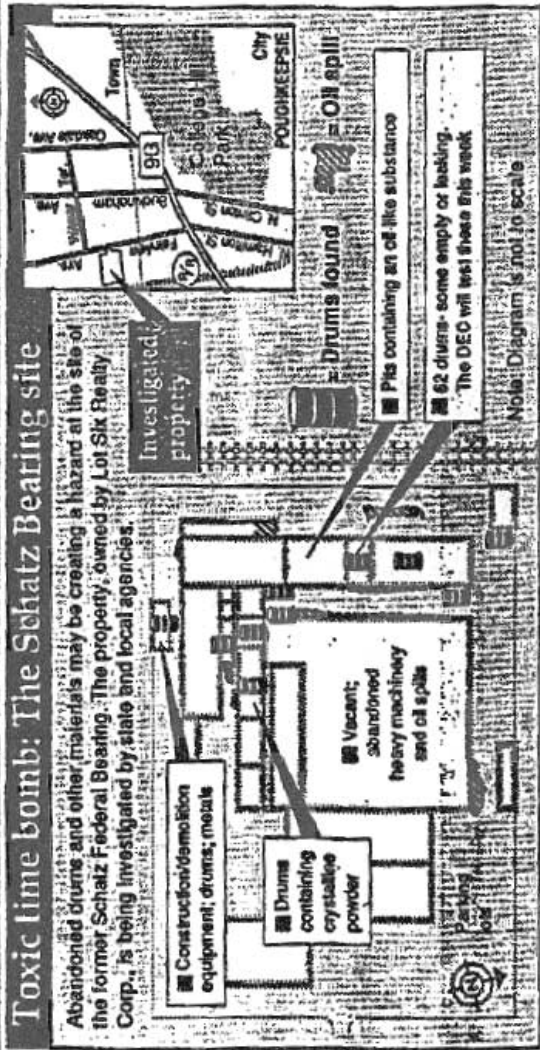 Toxic time bomb: The Schatz Beating site
Abandoned drums and other materials may be creating a hazard at the site of
the former Schatz Federal Bearing. The property, owned by Lot Six Realty
Corp., is being investigated by state and local agencies.
Investigated
property
Ave.
Fairview
Buckingham
Ave.
Oakdale Ave.
Town
9G
College Hill
Park
City
POUGHKEEPSIE
N. Clinton St.
Construction/demolition
equipment; drums; metals
Drums
containing
crystalline
powder
Vacant;
abandoned
heavy machinery
and oil spills
Parking
lots
N
= Drums found
= Oil spill
Pits containing an oil-like substance
62 drums- some empty or leaking.
The DEC will test these this week
Note: Diagram is not to scale